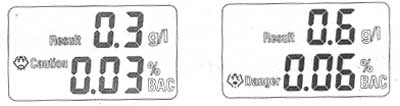 Result 0.3 g/l
Caution 0.03 % BAC
Result 0.6 g/l
Danger 0.06 % BAC